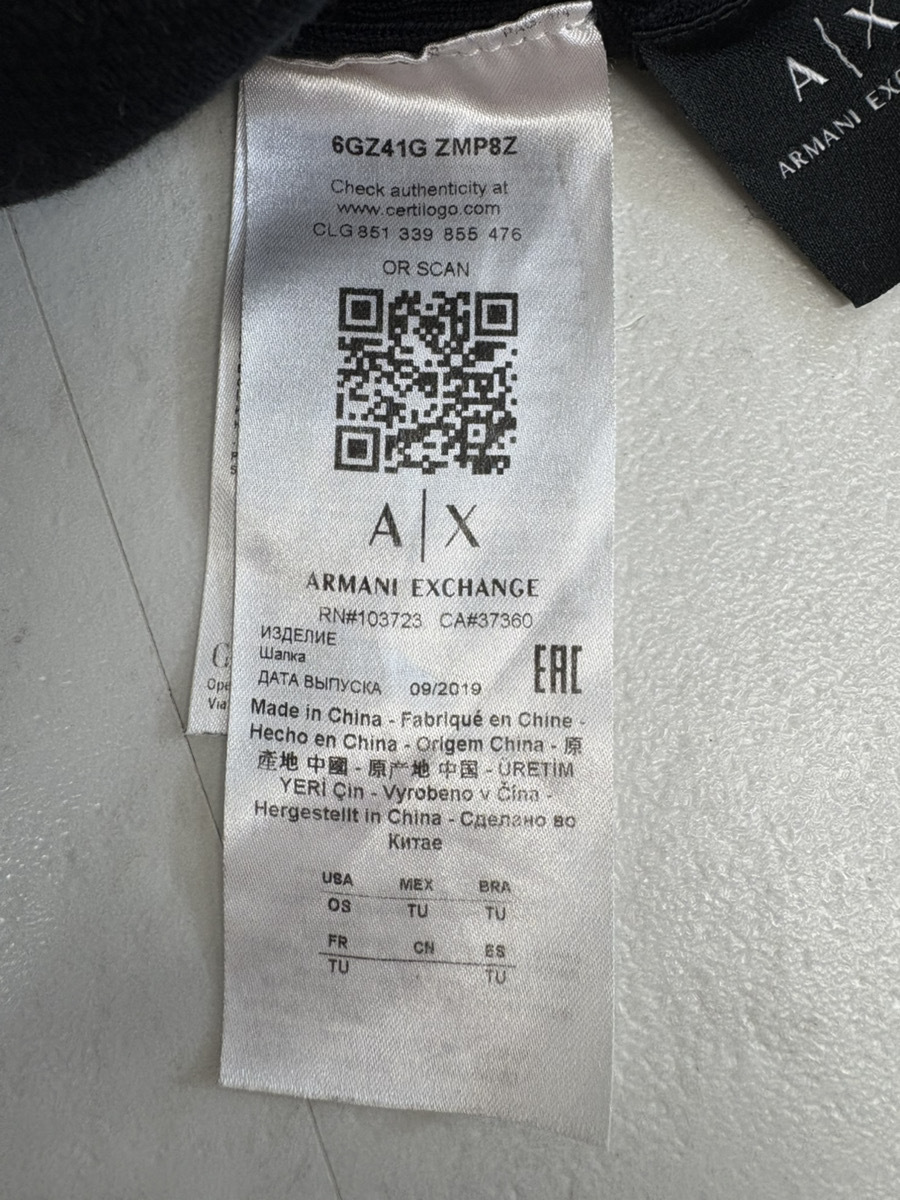 A|X
ARMANI EXC
6GZ41G ZMP8Z
Check authenticity at
www.certilogo.com
CLG 851 339 855 476
OR SCAN
A|X
ARMANI EXCHANGE
RN#103723 CA#37360
ИЗДЕЛИЕ
Шапка
EAC
ДАТА ВЫПУСКА 09/2019
Made in China - Fabriqué en Chine -
Hecho en China - Origem China - 原
產地 中國 - 原产地 中国 - ÜRETİM
YERİ Çin - Vyrobeno v Čína -
Hergestellt in China - Сделано во
Китае
USA MEX BRA
OS TU TU
FR CN ES
TU TU
Ope
Via